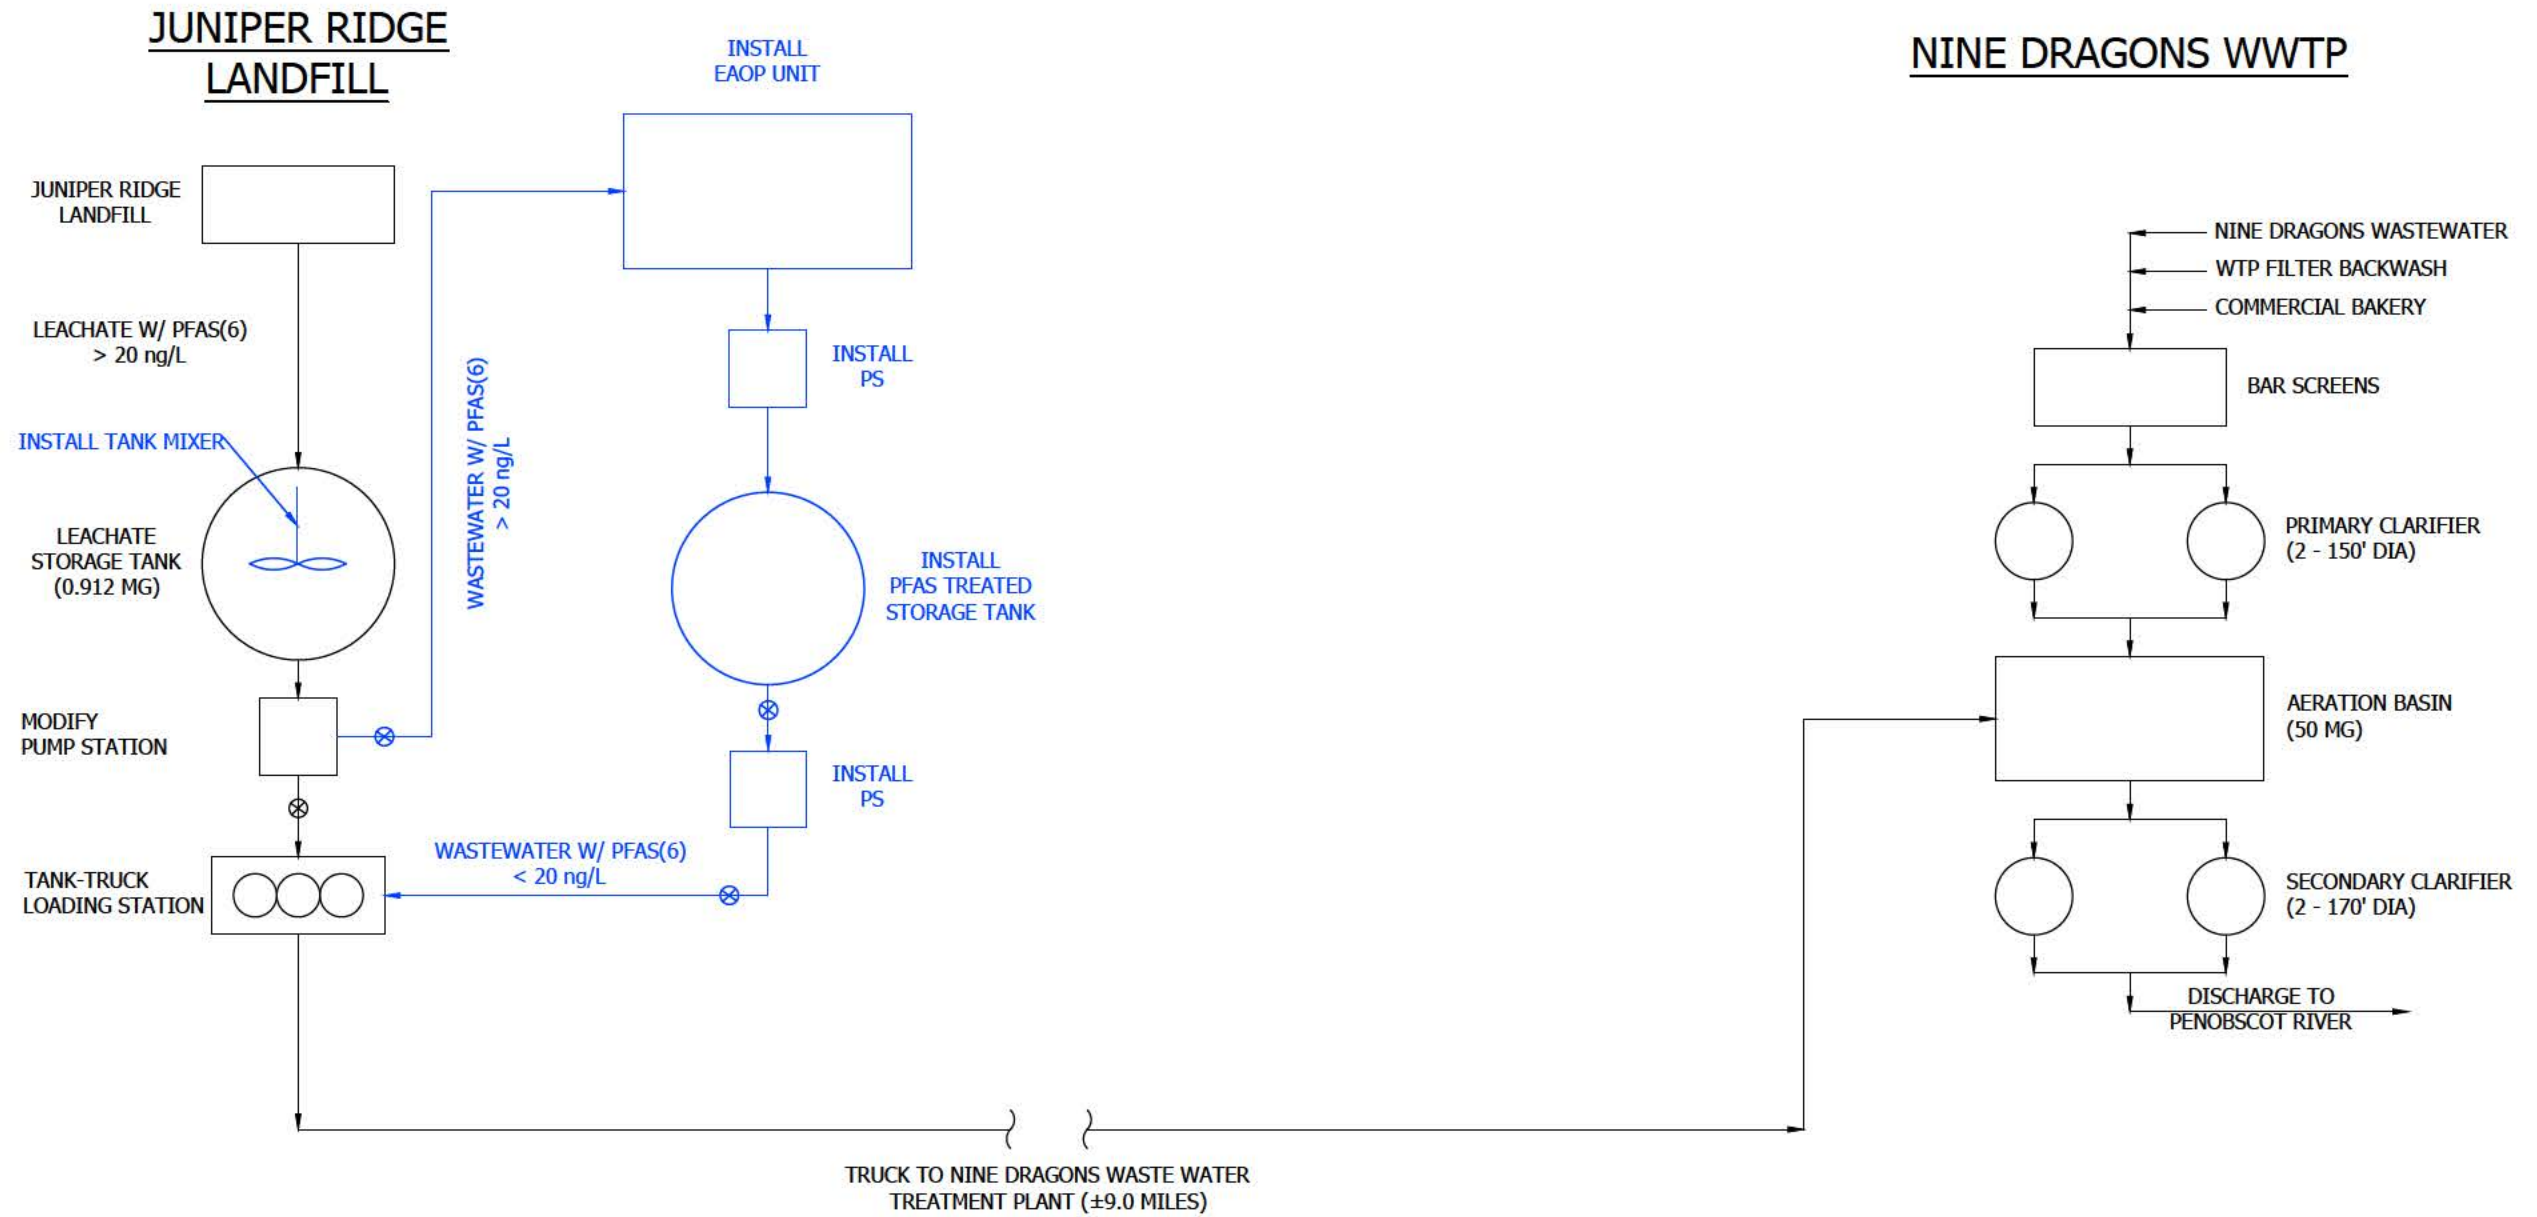 JUNIPER RIDGE
LANDFILL
INSTALL
EAOP UNIT
NINE DRAGONS WWTP
JUNIPER RIDGE
LANDFILL
LEACHATE W/ PFAS(6)
> 20 ng/L
INSTALL TANK MIXER
LEACHATE
STORAGE TANK
(0.912 MG)
MODIFY
PUMP STATION
TANK-TRUCK
LOADING STATION
WASTEWATER W/ PFAS(6)
> 20 ng/L
INSTALL
PS
INSTALL
PFAS TREATED
STORAGE TANK
INSTALL
PS
WASTEWATER W/ PFAS(6)
< 20 ng/L
TRUCK TO NINE DRAGONS WASTE WATER
TREATMENT PLANT (±9.0 MILES)
NINE DRAGONS WASTEWATER
WTP FILTER BACKWASH
COMMERCIAL BAKERY
BAR SCREENS
PRIMARY CLARIFIER
(2 - 150' DIA)
AERATION BASIN
(50 MG)
SECONDARY CLARIFIER
(2 - 170' DIA)
DISCHARGE TO
PENOBSCOT RIVER